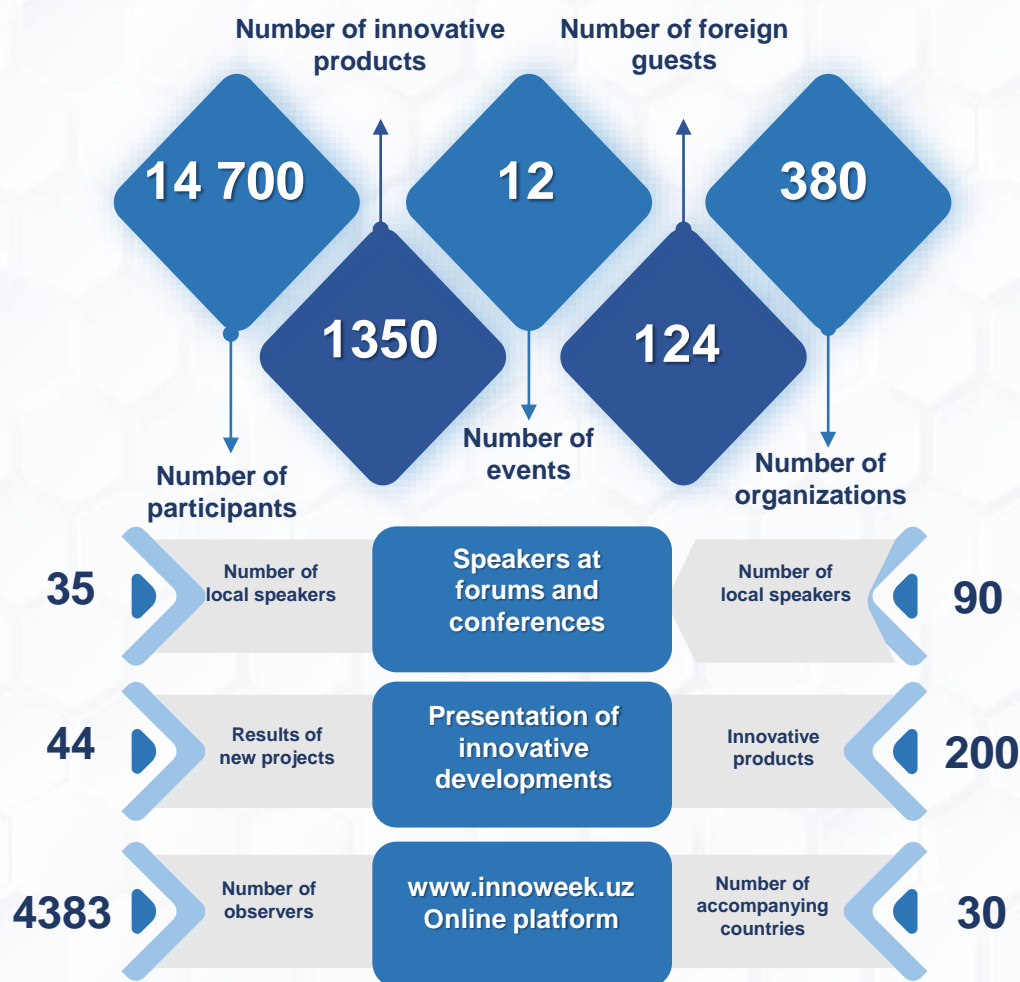 Number of innovative
products
Number of foreign
guests
14 700
12
380
1350
124
Number of
participants
Number of
events
Number of
organizations
35
Number of
local speakers
Speakers at
forums and
conferences
Number of
local speakers
90
44
Results of
new projects
Presentation of
innovative
developments
Innovative
products
200
4383
Number of
observers
www.innoweek.uz
Online platform
Number of
accompanying
countries
30